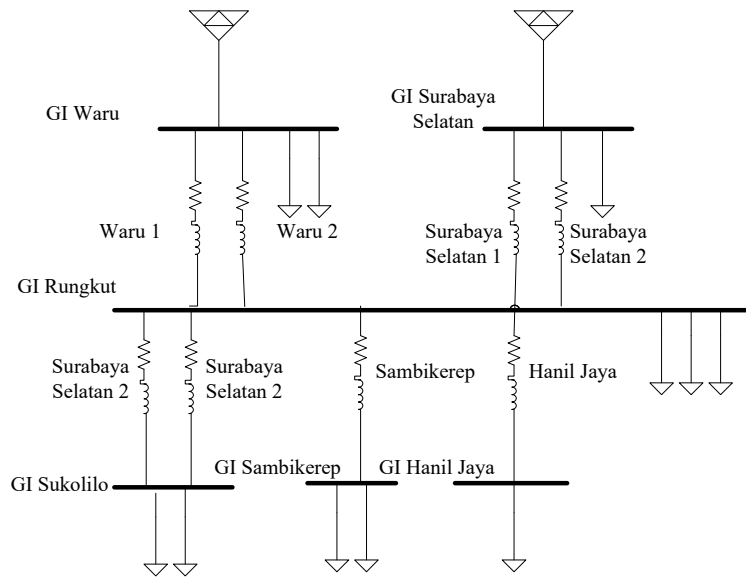 GI Waru
GI Surabaya
Selatan
Waru 1
Waru 2
Surabaya
Selatan 1
Surabaya
Selatan 2
GI Rungkut
Surabaya
Selatan 2
Surabaya
Selatan 2
Sambikerep
Hanil Jaya
GI Sukolilo
GI Sambikerep
GI Hanil Jaya